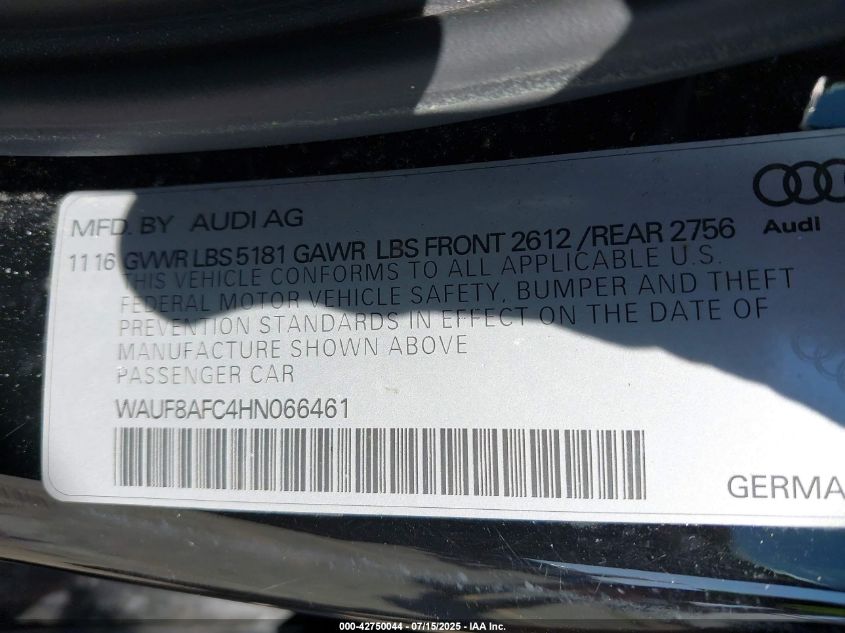 MFD. BY AUDI AG
Audi
11 16 GVWR LBS 5181 GAWR LBS FRONT 2612 /REAR 2756
THIS VEHICLE CONFORMS TO ALL APPLICABLE U.S.
FEDERAL MOTOR VEHICLE SAFETY, BUMPER AND THEFT
PREVENTION STANDARDS IN EFFECT ON THE DATE OF
MANUFACTURE SHOWN ABOVE
PASSENGER CAR
WAUF8AFC4HN066461
GERMA
000-42750044 - 07/15/2025 - IAA Inc.